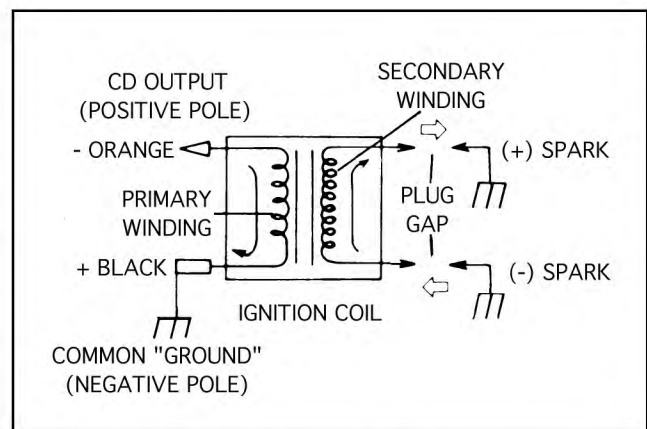 CD OUTPUT
(POSITIVE POLE)
SECONDARY
WINDING
- ORANGE
(+) SPARK
PRIMARY
WINDING
PLUG
GAP
+ BLACK
(-) SPARK
IGNITION COIL
COMMON "GROUND"
(NEGATIVE POLE)